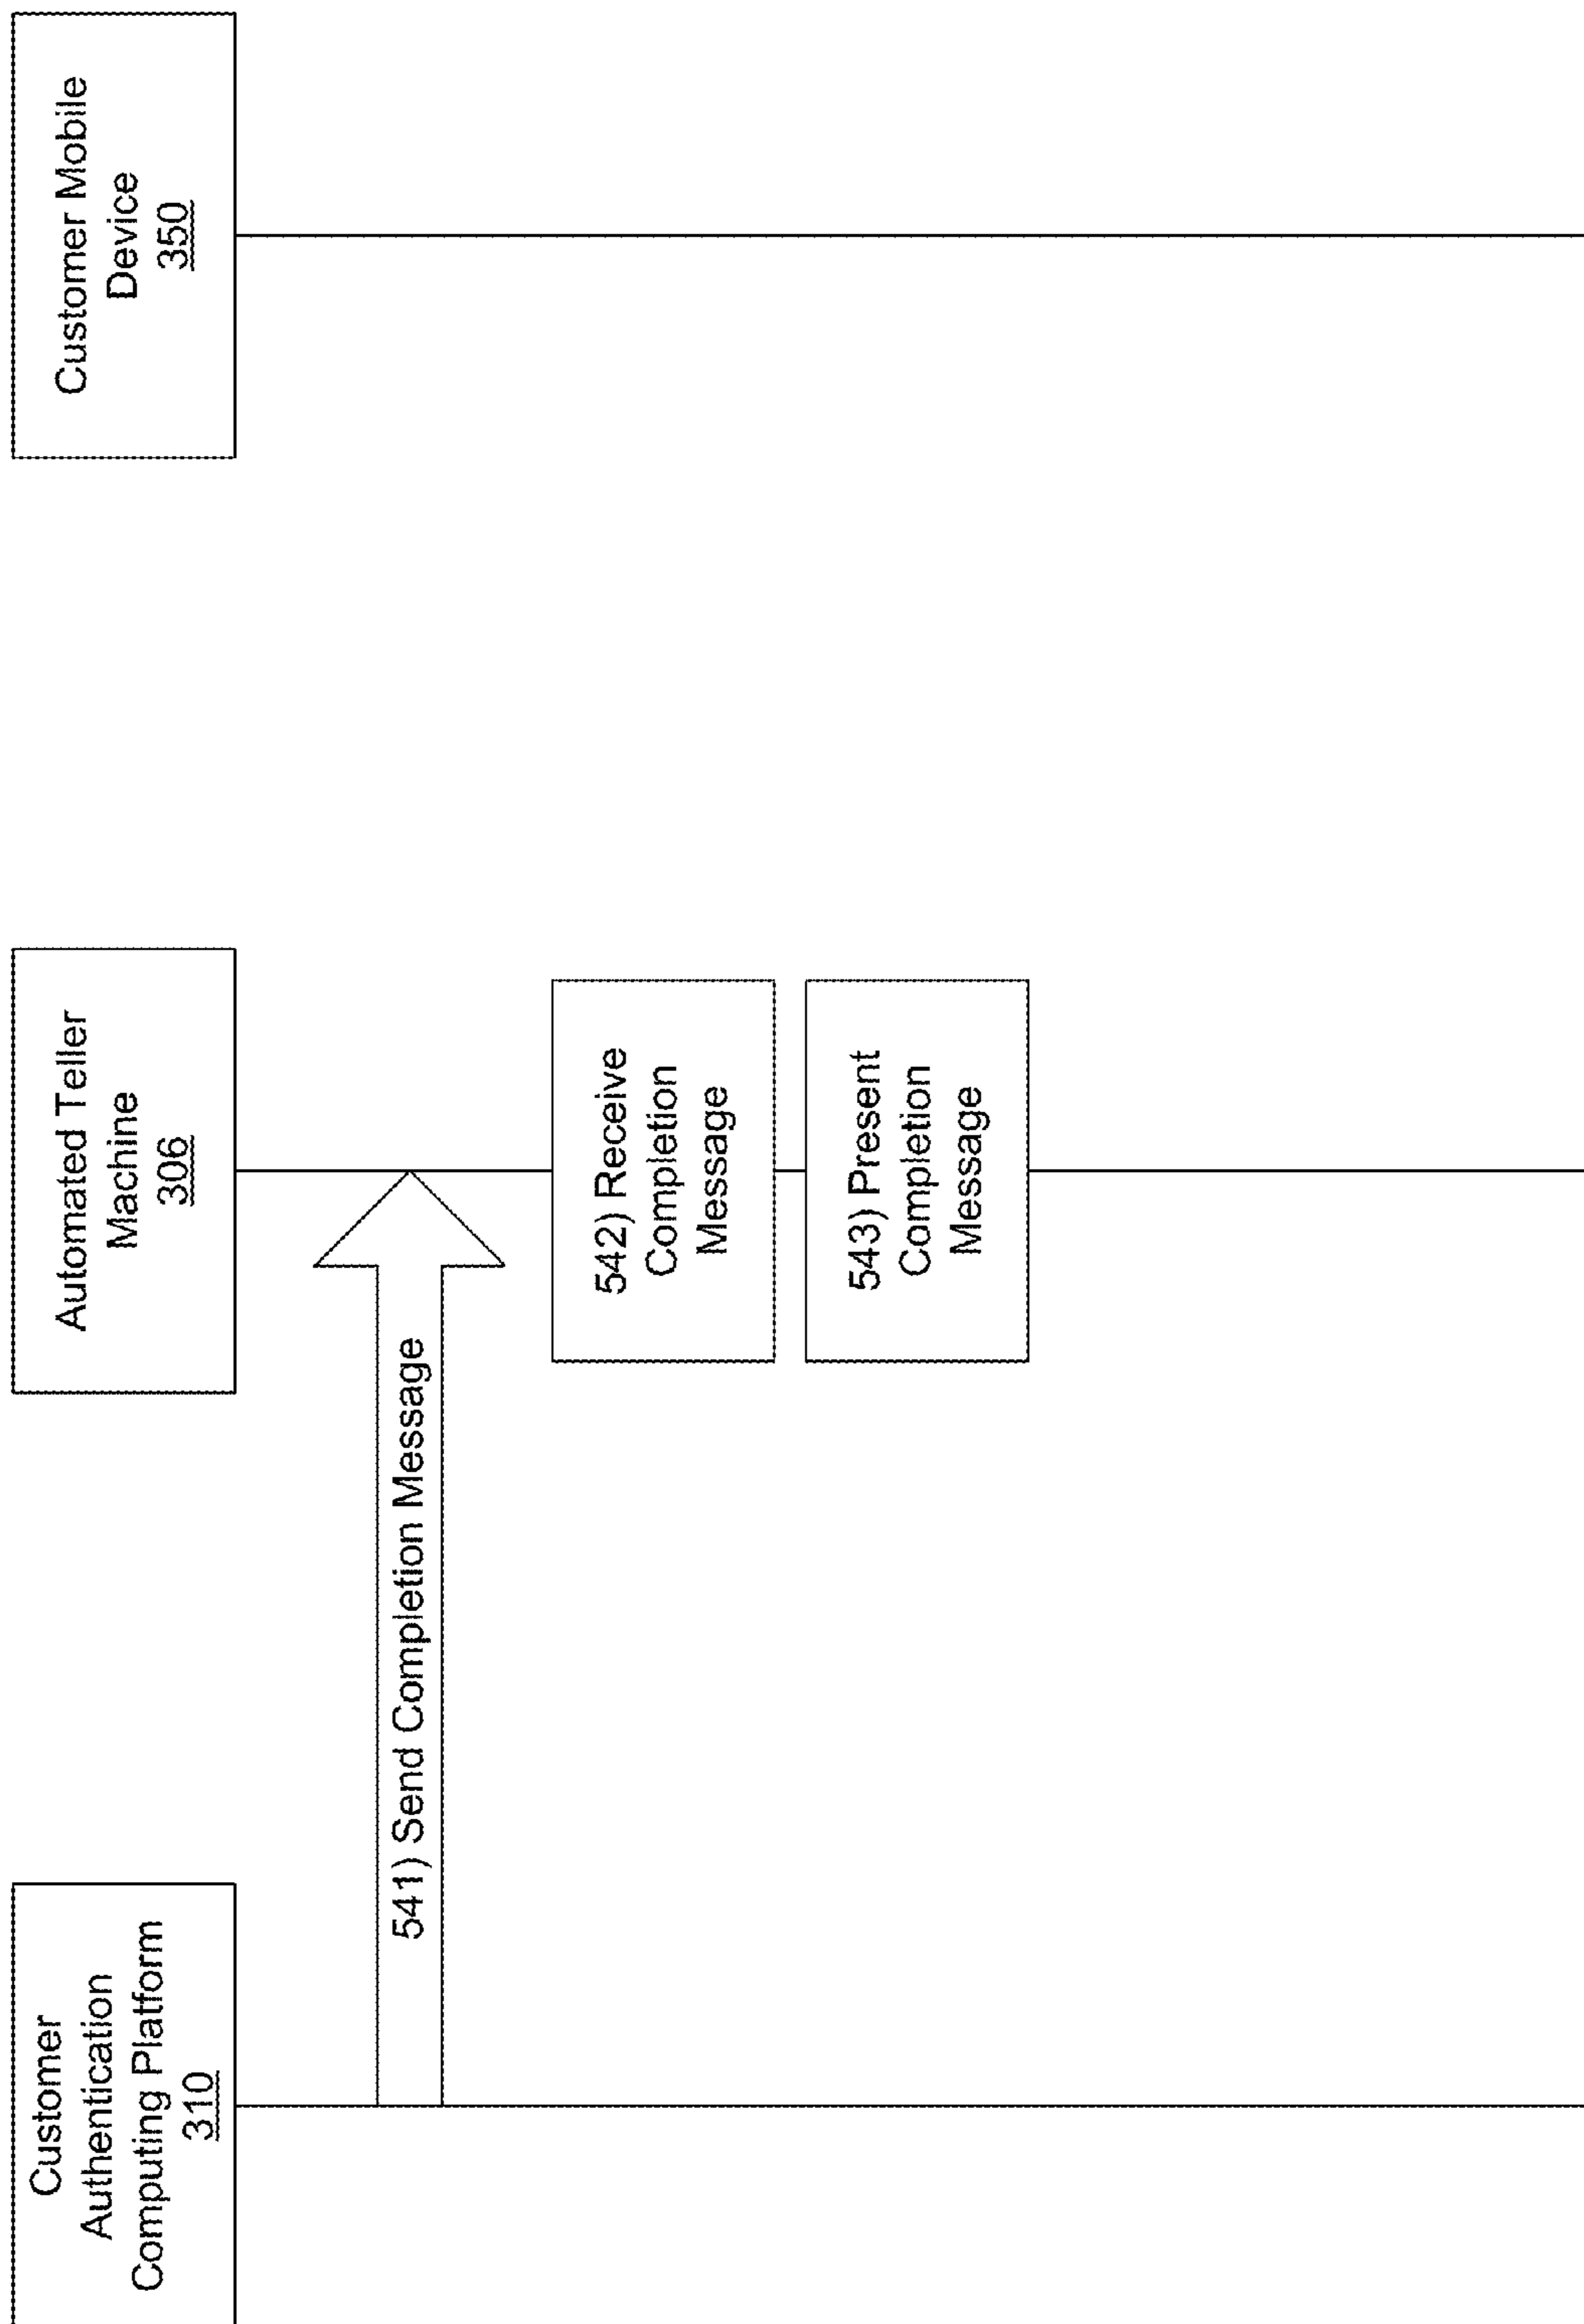 Customer
Authentication
Computing Platform
310
Automated Teller
Machine
306
Customer Mobile
Device
350
541) Send Completion Message
542) Receive
Completion
Message
543) Present
Completion
Message